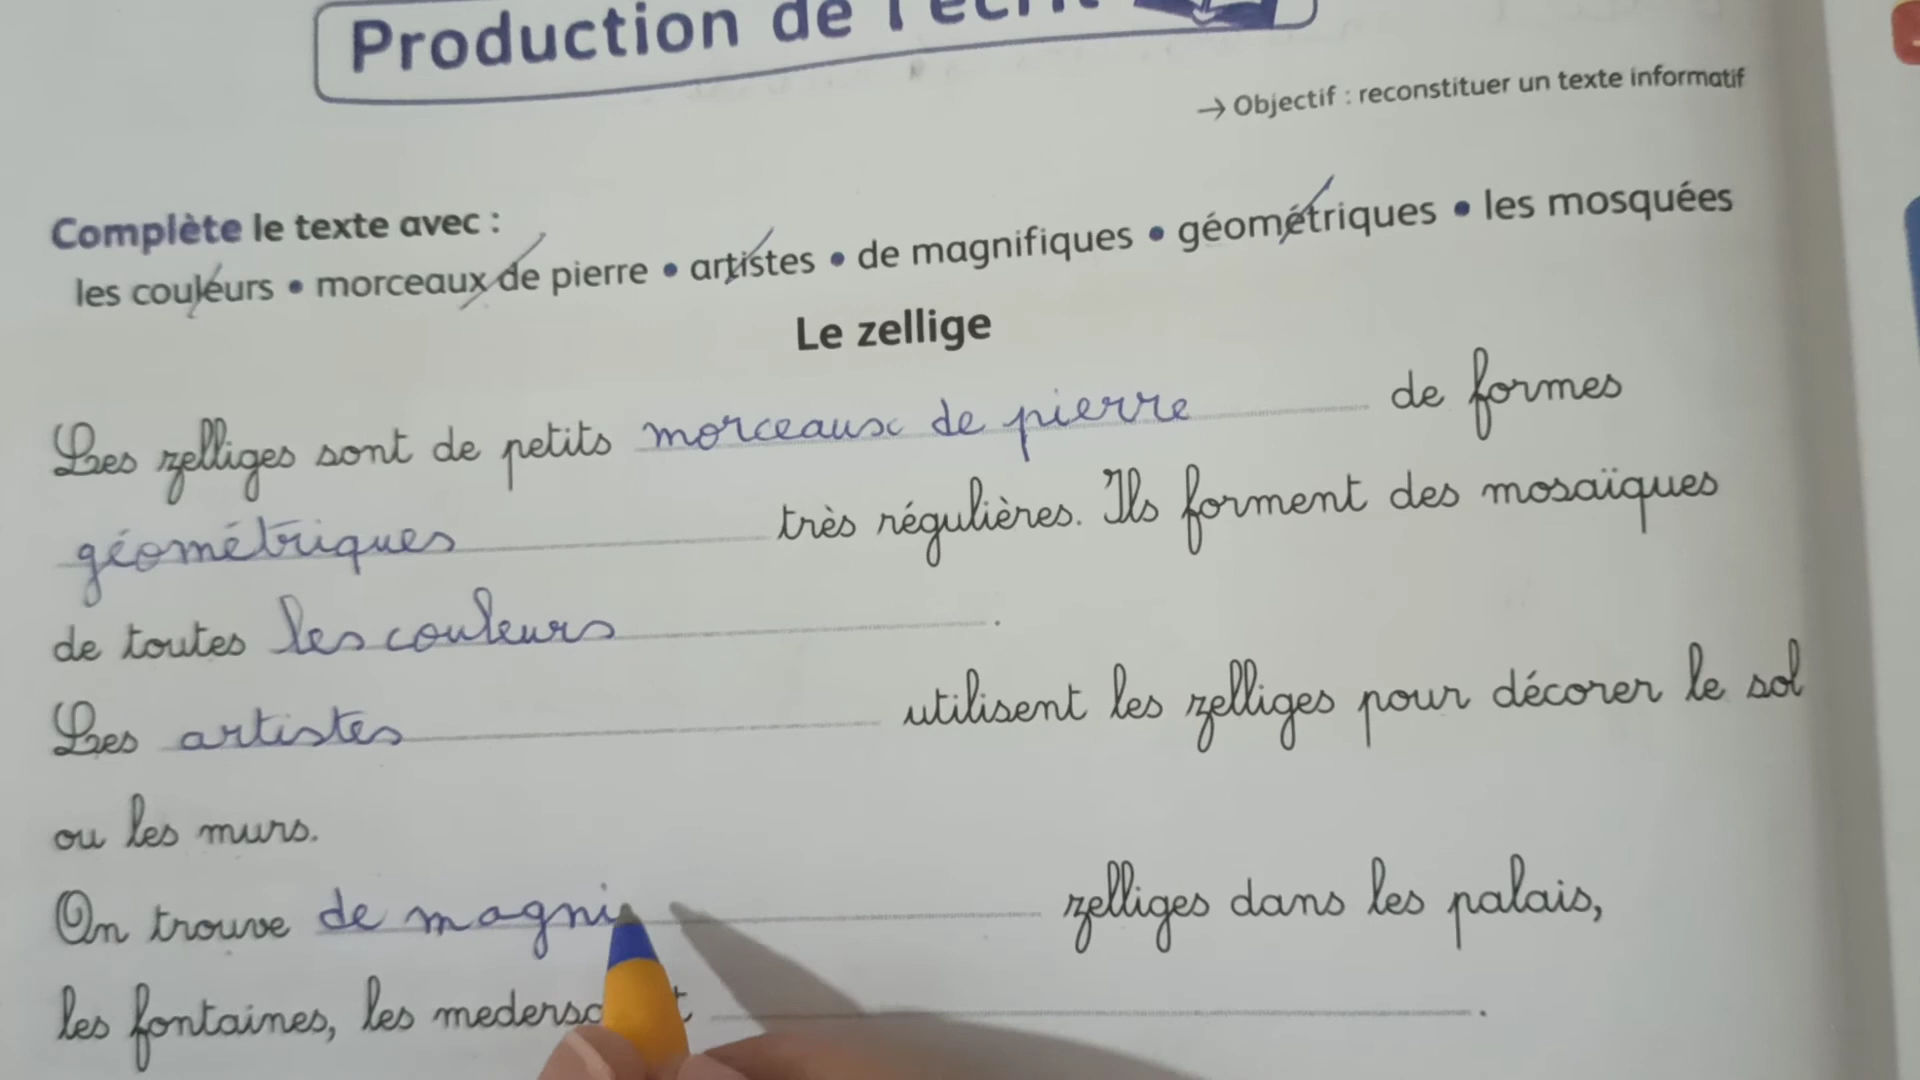 Production de l'écrit
→ Objectif : reconstituer un texte informatif
Complète le texte avec :
les couleurs • morceaux de pierre • artistes • de magnifiques • géométriques • les mosquées
Le zellige
Les zelliges sont de petits morceaux de pierre de formes
géométriques très régulières. Ils forment des mosaïques
de toutes les couleurs.
Les artistes utilisent les zelliges pour décorer le sol
ou les murs.
On trouve de magni zelliges dans les palais,
les fontaines, les .